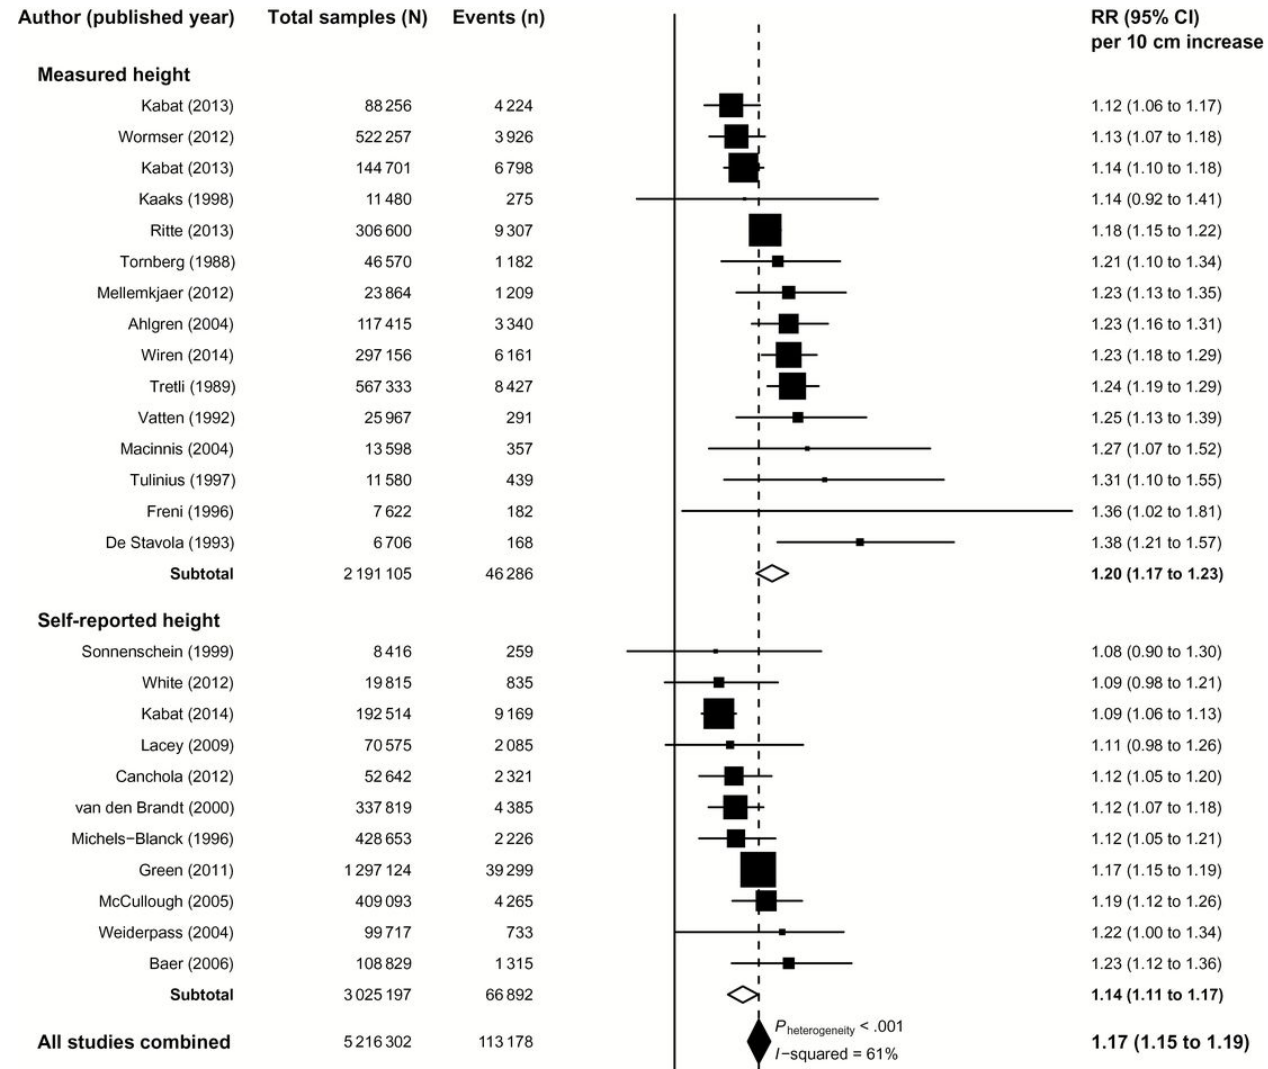 Author (published year) Total samples (N) Events (n) RR (95% CI)
per 10 cm increase
Measured height
Kabat (2013) 88 256 4 224 1.12 (1.06 to 1.17)
Wormser (2012) 522 257 3 926 1.13 (1.07 to 1.18)
Kabat (2013) 144 701 6 798 1.14 (1.10 to 1.18)
Kaaks (1998) 11 480 275 1.14 (0.92 to 1.41)
Ritte (2013) 306 600 9 307 1.18 (1.15 to 1.22)
Tornberg (1988) 46 570 1 182 1.21 (1.10 to 1.34)
Mellemkjaer (2012) 23 864 1 209 1.23 (1.13 to 1.35)
Ahlgren (2004) 117 415 3 340 1.23 (1.16 to 1.31)
Wiren (2014) 297 156 6 161 1.23 (1.18 to 1.29)
Tretli (1989) 567 333 8 427 1.24 (1.19 to 1.29)
Vatten (1992) 25 967 291 1.25 (1.13 to 1.39)
Macinnis (2004) 13 598 357 1.27 (1.07 to 1.52)
Tulinius (1997) 11 580 439 1.31 (1.10 to 1.55)
Freni (1996) 7 622 182 1.36 (1.02 to 1.81)
De Stavola (1993) 6 706 168 1.38 (1.21 to 1.57)
Subtotal 2 191 105 46 286 1.20 (1.17 to 1.23)
Self-reported height
Sonnenschein (1999) 8 416 259 1.08 (0.90 to 1.30)
White (2012) 19 815 835 1.09 (0.98 to 1.21)
Kabat (2014) 192 514 9 169 1.09 (1.06 to 1.13)
Lacey (2009) 70 575 2 085 1.11 (0.98 to 1.26)
Canchola (2012) 52 642 2 321 1.12 (1.05 to 1.20)
van den Brandt (2000) 337 819 4 385 1.12 (1.07 to 1.18)
Michels−Blanck (1996) 428 653 2 226 1.12 (1.05 to 1.21)
Green (2011) 1 297 124 39 299 1.17 (1.15 to 1.19)
McCullough (2005) 409 093 4 265 1.19 (1.12 to 1.26)
Weiderpass (2004) 99 717 733 1.22 (1.00 to 1.34)
Baer (2006) 108 829 1 315 1.23 (1.12 to 1.36)
Subtotal 3 025 197 66 892 1.14 (1.11 to 1.17)
P heterogeneity < .001
All studies combined 5 216 302 113 178 1.17 (1.15 to 1.19)
I−squared = 61%